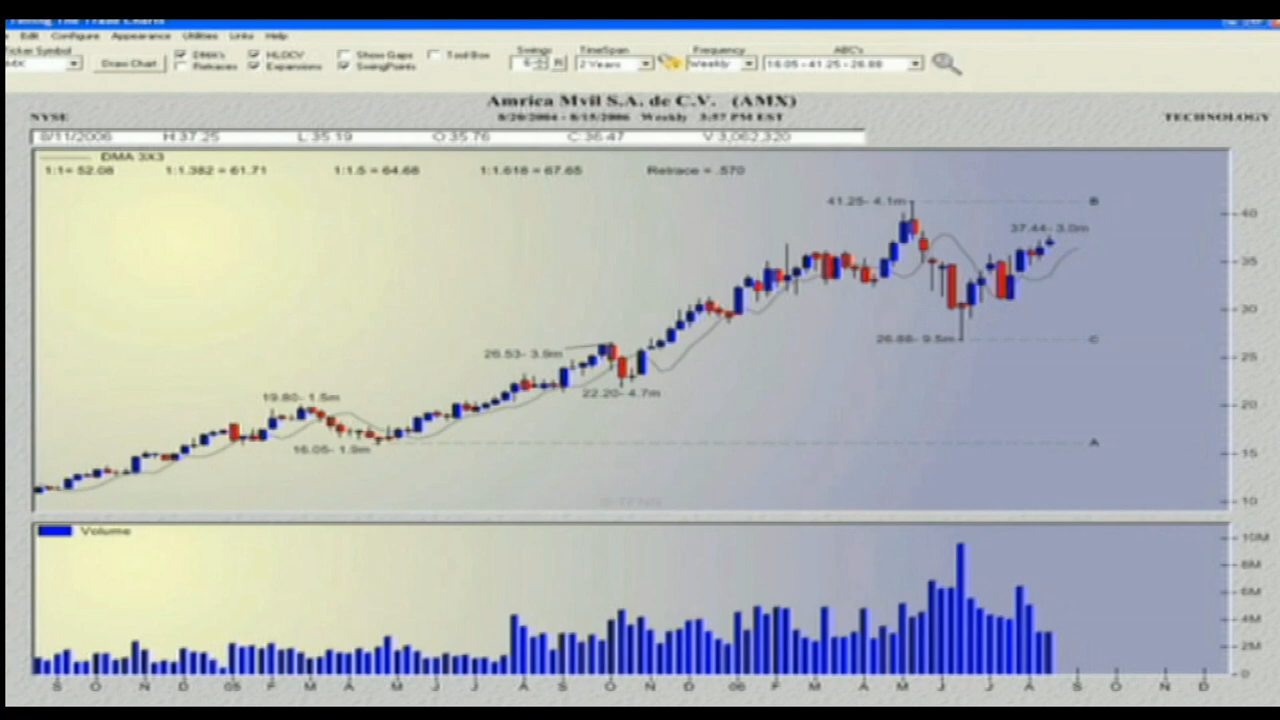 Edit Configure Appearance Utilities Links Help
Ticker Symbol
Draw Chart
DMA's
Retraces
HLOCV
Expansions
Show Gaps
SwingPoints
Tool Box
Swings
TimeSpan
2 Years
Frequency
Weekly
ABC's
16.05 - 41.25 - 26.88
Amrica Mvil S.A. de C.V. (AMX)
NYSE
8/20/2004 - 8/15/2006 Weekly 3:57 PM EST
TECHNOLOGY
8/11/2006 H:37.25 L:35.19 O:35.76 C:36.47 V:3,062,320
DMA 3X3
1:1= 52.08 1:1.382 = 61.71 1:1.5 = 64.68 1:1.618 = 67.65 Retrace = .570
41.25- 4.1m
B
37.44- 3.0m
40
35
30
26.88- 9.5m
C
26.53- 3.9m
25
22.20- 4.7m
19.80- 1.5m
20
16.05- 1.9m
A
15
10
Volume
10M
8M
6M
4M
2M
0
S O N D 05 F M A M J J A S O N D 06 F M A M J J A S O N D